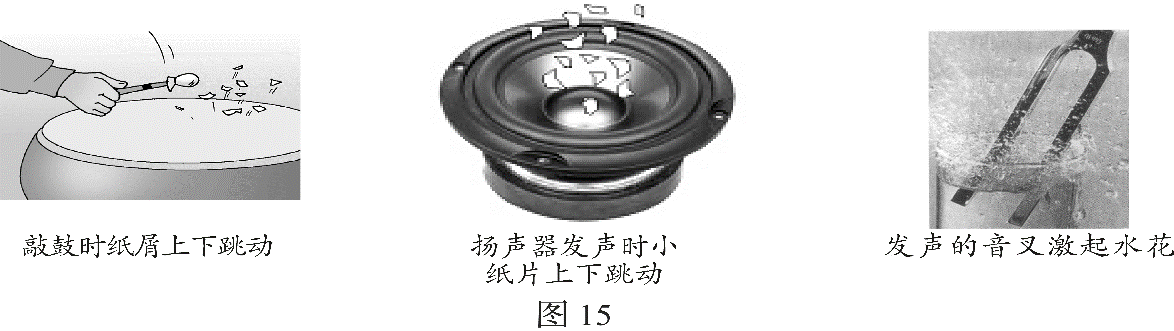 敲鼓时纸屑上下跳动
扬声器发声时小
纸片上下跳动
发声的音叉激起水花
图 15